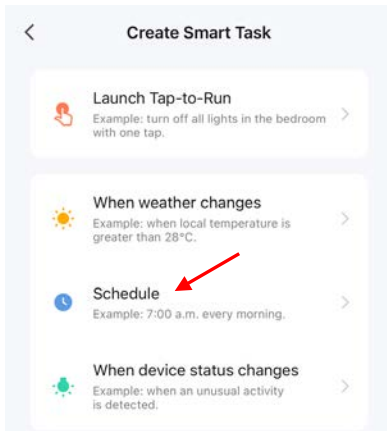 Create Smart Task
Launch Tap-to-Run
Example: turn off all lights in the bedroom
with one tap.
When weather changes
Example: when local temperature is
greater than 28°C.
Schedule
Example: 7:00 a.m. every morning.
When device status changes
Example: when an unusual activity
is detected.